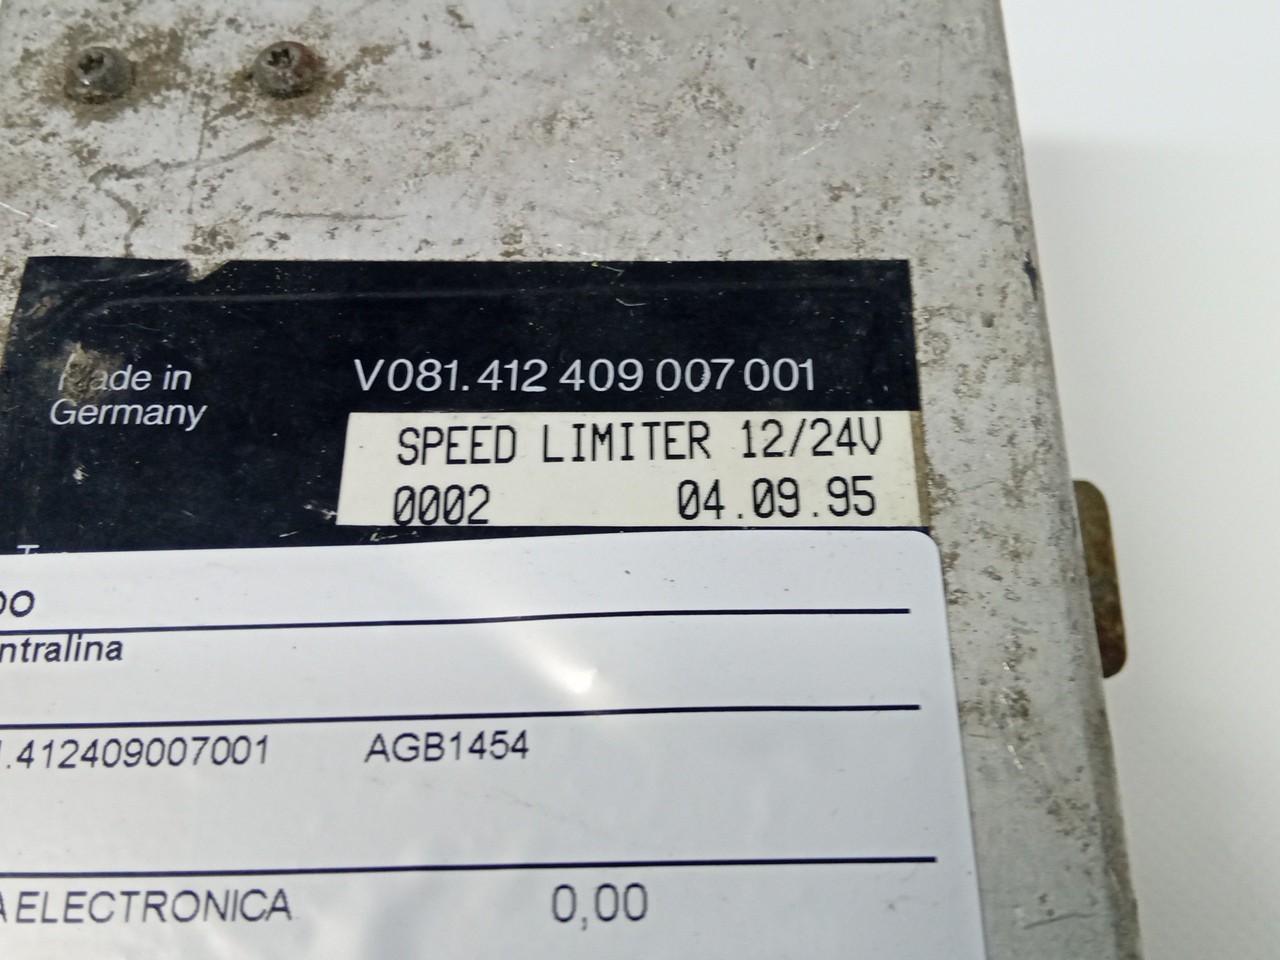 Made in
Germany
V081.412 409 007 001
SPEED LIMITER 12/24V
0002 04.09.95
DO
ntralina
.412409007001 AGB1454
A ELECTRONICA 0,00